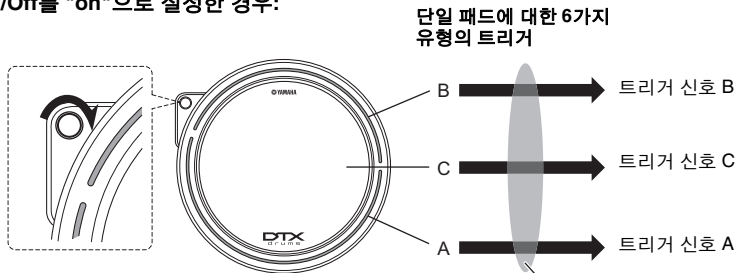 /Off를 "on"으로 설정한 경우:
단일 패드에 대한 6가지
유형의 트리거
YAMAHA
B
트리거 신호 B
C
트리거 신호 C
DTX
drums
A
트리거 신호 A